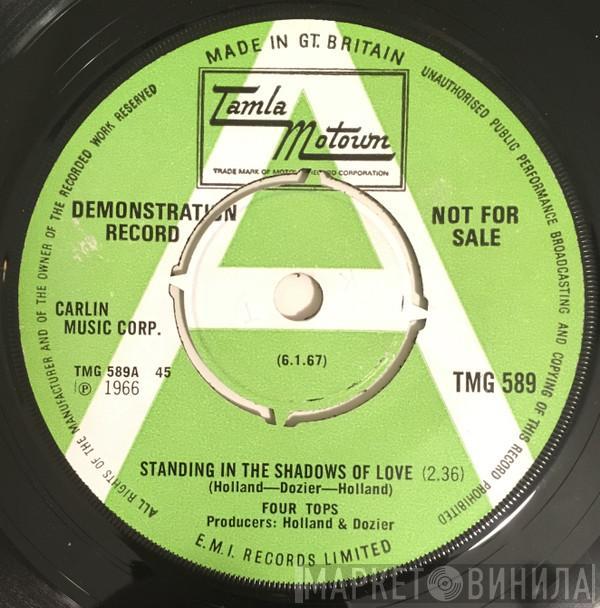 MADE IN GT. BRITAIN
UNAUTHORISED PUBLIC PERFORMANCE BROADCASTING AND COPYING OF THIS RECORD PROHIBITED
ALL RIGHTS OF THE MANUFACTURER AND OF THE OWNER OF THE RECORDED WORK RESERVED
Tamla
Motown
TRADE MARK OF
CORPORATION
DEMONSTRATION
RECORD
NOT FOR
SALE
A
CARLIN
MUSIC CORP.
TMG 589A 45
℗ 1966
(6.1.67)
TMG 589
STANDING IN THE SHADOWS OF LOVE (2.36)
(Holland—Dozier—Holland)
FOUR TOPS
Producers: Holland & Dozier
E.M.I. RECORDS LIMITED
МАРКЕТ ВИНИЛА